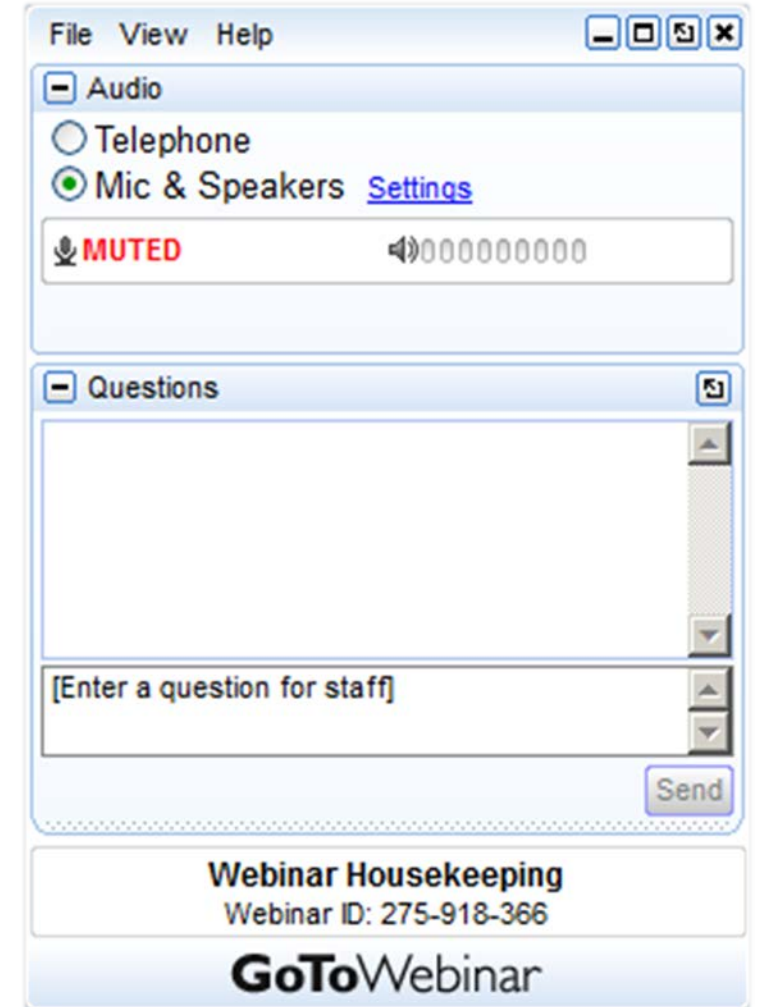 File View Help
Audio
Telephone
Mic & Speakers Settings
MUTED 000000000
Questions
[Enter a question for staff]
Send
Webinar Housekeeping
Webinar ID: 275-918-366
GoToWebinar